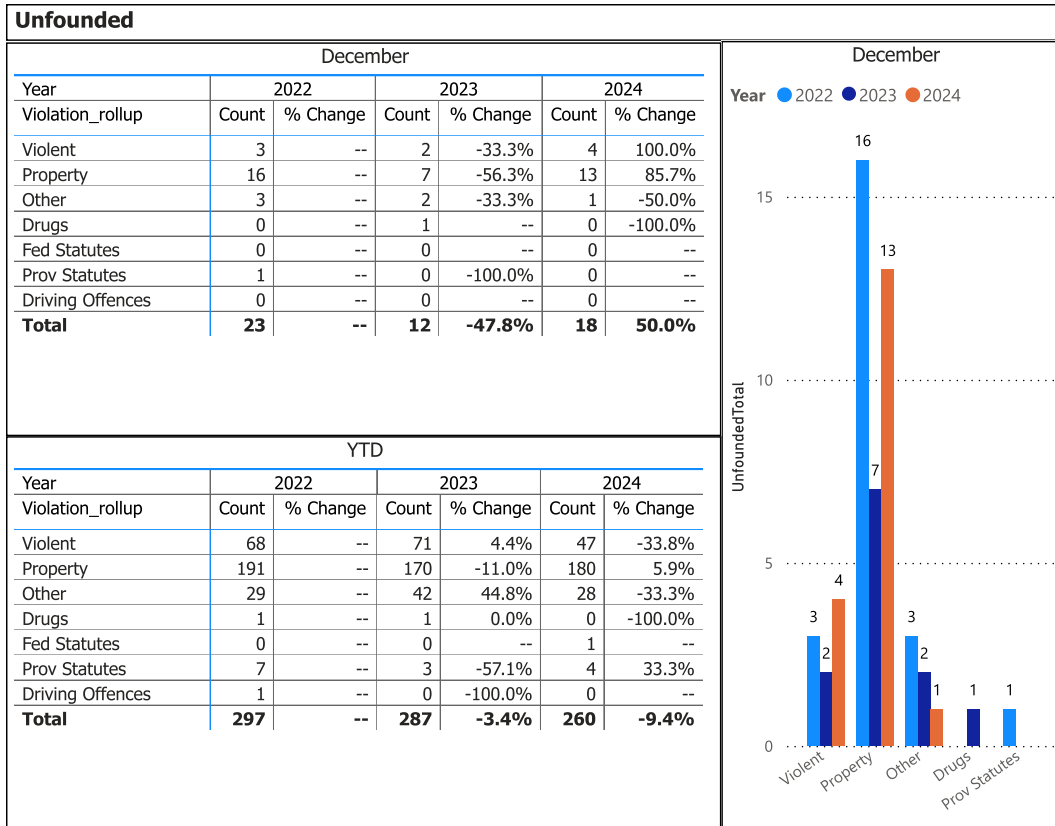 Unfounded
December
Year 2022 2023 2024
Violation_rollup Count % Change Count % Change Count % Change
Violent 3 -- 2 -33.3% 4 100.0%
Property 16 -- 7 -56.3% 13 85.7%
Other 3 -- 2 -33.3% 1 -50.0%
Drugs 0 -- 1 -- 0 -100.0%
Fed Statutes 0 -- 0 -- 0 --
Prov Statutes 1 -- 0 -100.0% 0 --
Driving Offences 0 -- 0 -- 0 --
Total 23 -- 12 -47.8% 18 50.0%
YTD
Year 2022 2023 2024
Violation_rollup Count % Change Count % Change Count % Change
Violent 68 -- 71 4.4% 47 -33.8%
Property 191 -- 170 -11.0% 180 5.9%
Other 29 -- 42 44.8% 28 -33.3%
Drugs 1 -- 1 0.0% 0 -100.0%
Fed Statutes 0 -- 0 -- 1 --
Prov Statutes 7 -- 3 -57.1% 4 33.3%
Driving Offences 1 -- 0 -100.0% 0 --
Total 297 -- 287 -3.4% 260 -9.4%
December
Year 2022 2023 2024
16
15
13
10
UnfoundedTotal
7
5
4
3 3
2 2
1 1 1
0
Violent Property Other Drugs Prov Statutes